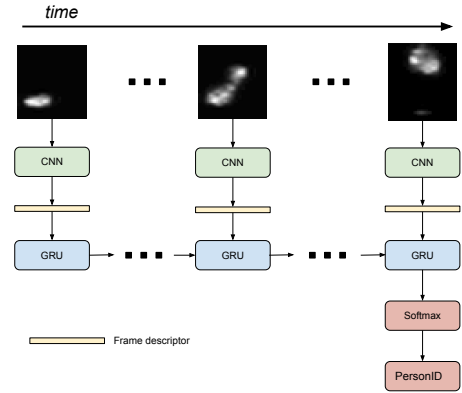 time
CNN
CNN
CNN
GRU
GRU
GRU
Softmax
Frame descriptor
PersonID